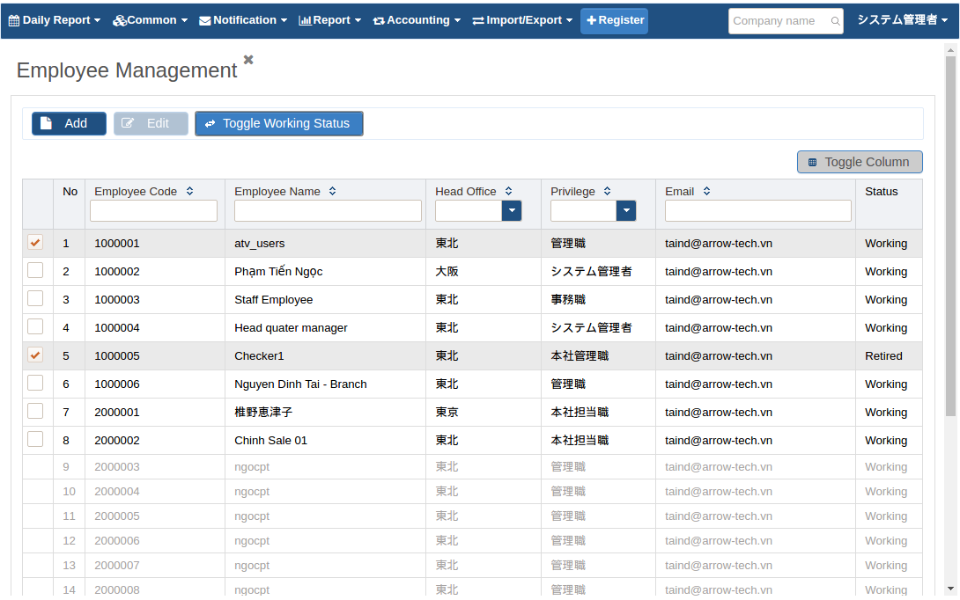 Daily Report Common Notification Report Accounting Import/Export Register Company name システム管理者
Employee Management
Add Edit Toggle Working Status
Toggle Column
No Employee Code Employee Name Head Office Privilege Email Status
1 1000001 atv_users 東北 管理職 taind@arrow-tech.vn Working
2 1000002 Phạm Tiến Ngọc 大阪 システム管理者 taind@arrow-tech.vn Working
3 1000003 Staff Employee 東北 事務職 taind@arrow-tech.vn Working
4 1000004 Head quater manager 東北 システム管理者 taind@arrow-tech.vn Working
5 1000005 Checker1 東北 本社管理職 taind@arrow-tech.vn Retired
6 1000006 Nguyen Dinh Tai - Branch 東北 管理職 taind@arrow-tech.vn Working
7 2000001 椎野恵津子 東京 本社担当職 taind@arrow-tech.vn Working
8 2000002 Chinh Sale 01 東北 本社担当職 taind@arrow-tech.vn Working
9 2000003 ngocpt 東北 管理職 taind@arrow-tech.vn Working
10 2000004 ngocpt 東北 管理職 taind@arrow-tech.vn Working
11 2000005 ngocpt 東北 管理職 taind@arrow-tech.vn Working
12 2000006 ngocpt 東北 管理職 taind@arrow-tech.vn Working
13 2000007 ngocpt 東北 管理職 taind@arrow-tech.vn Working
14 2000008 ngocpt 東北 管理職 taind@arrow-tech.vn Working